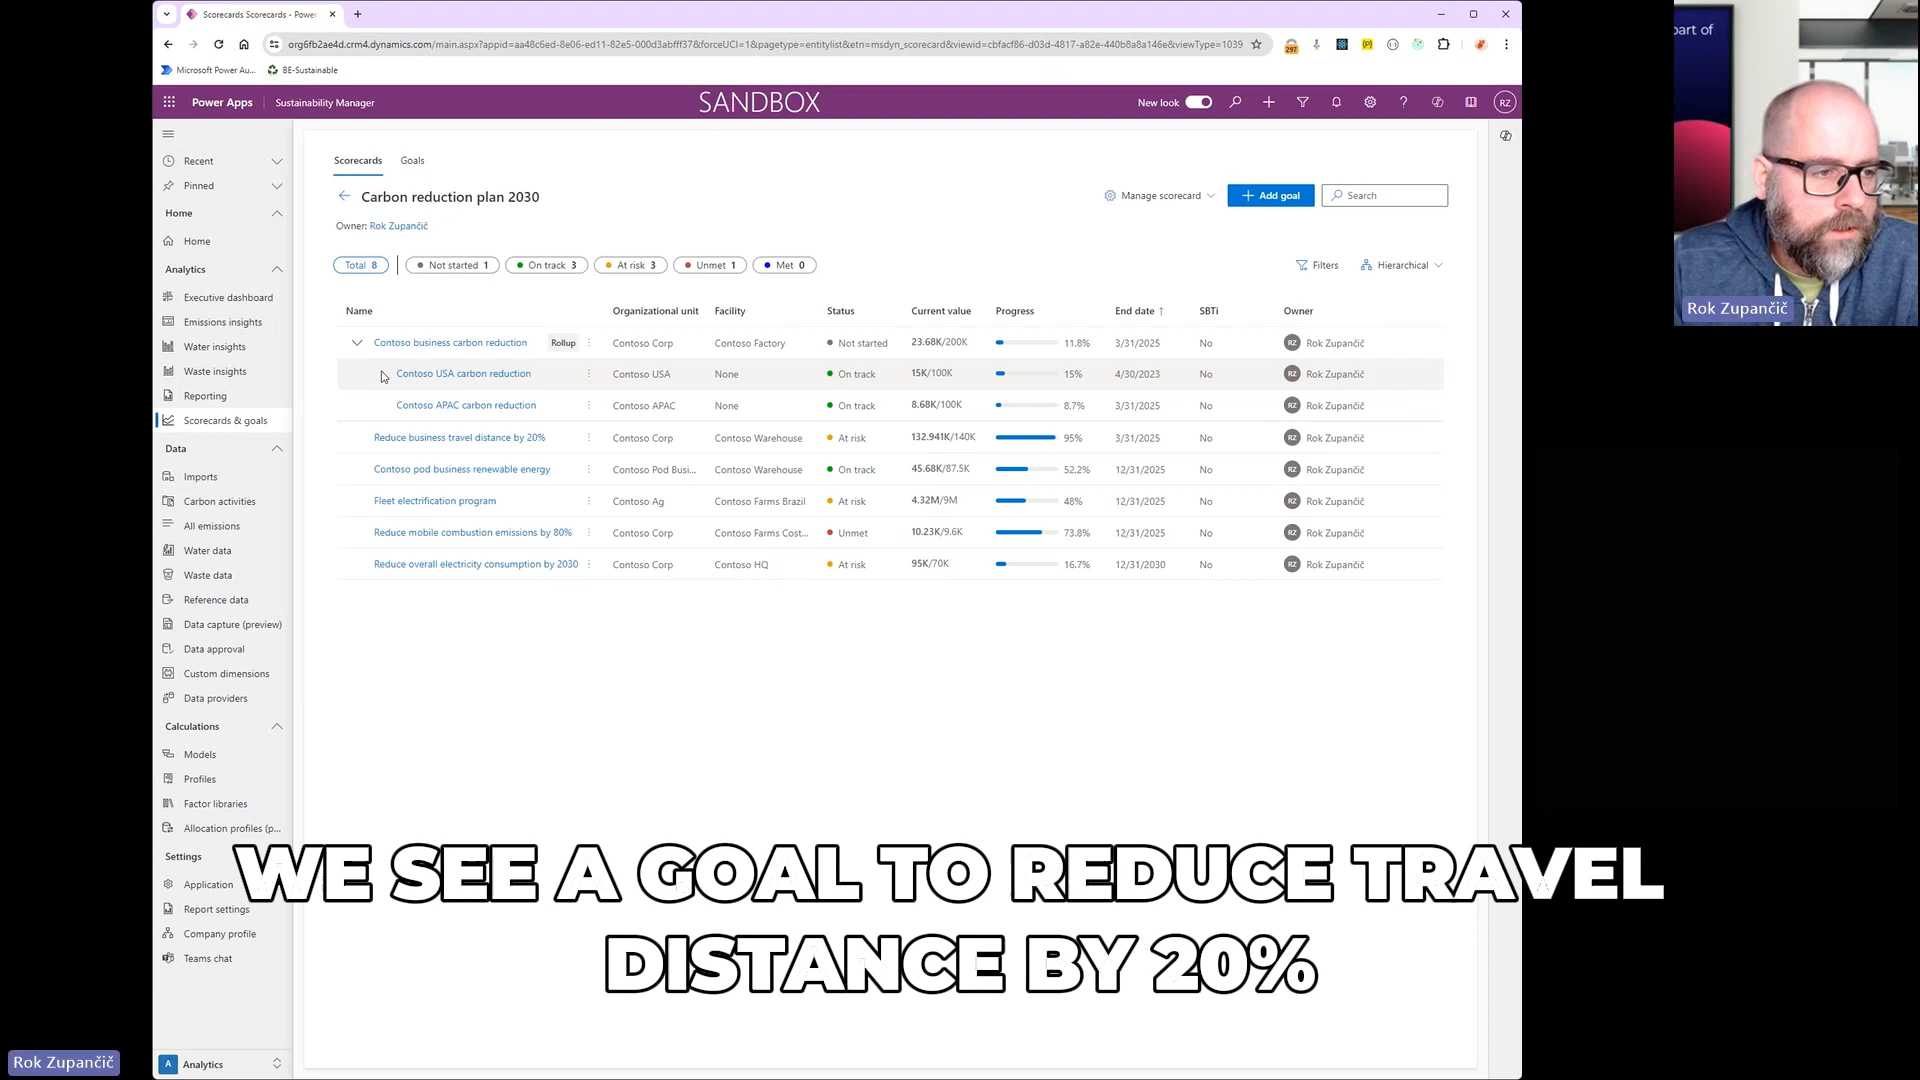 Scorecards Scorecards - Power
org6fb2ae4d.crm4.dynamics.com/main.aspx?appid=aa48c6ed-8e06-ed11-82e5-000d3abfff37&forceUCI=1&pagetype=entitylist&etn=msdyn_scorecard&viewid=cbfacf86-d03d-4817-a82e-440b8a8a146e&viewType=1039
297
Microsoft Power Au...
BE-Sustainable
part of
Power Apps
Sustainability Manager
SANDBOX
New look
RZ
Recent
Pinned
Home
Home
Analytics
Executive dashboard
Emissions insights
Water insights
Waste insights
Reporting
Scorecards & goals
Data
Imports
Carbon activities
All emissions
Water data
Waste data
Reference data
Data capture (preview)
Data approval
Custom dimensions
Data providers
Calculations
Models
Profiles
Factor libraries
Allocation profiles (p...
Settings
Application
Report settings
Company profile
Teams chat
A Analytics
Scorecards Goals
Carbon reduction plan 2030
Manage scorecard
Add goal
Search
Owner: Rok Zupančič
Total 8 Not started 1 On track 3 At risk 3 Unmet 1 Met 0
Filters
Hierarchical
Name Organizational unit Facility Status Current value Progress End date ↑ SBTi Owner
Contoso business carbon reduction Rollup Contoso Corp Contoso Factory Not started 23.68K/200K 11.8% 3/31/2025 No RZ Rok Zupančič
Contoso USA carbon reduction Contoso USA None On track 15K/100K 15% 4/30/2023 No RZ Rok Zupančič
Contoso APAC carbon reduction Contoso APAC None On track 8.68K/100K 8.7% 3/31/2025 No RZ Rok Zupančič
Reduce business travel distance by 20% Contoso Corp Contoso Warehouse At risk 132.941K/140K 95% 3/31/2025 No RZ Rok Zupančič
Contoso pod business renewable energy Contoso Pod Busi... Contoso Warehouse On track 45.68K/87.5K 52.2% 12/31/2025 No RZ Rok Zupančič
Fleet electrification program Contoso Ag Contoso Farms Brazil At risk 4.32M/9M 48% 12/31/2025 No RZ Rok Zupančič
Reduce mobile combustion emissions by 80% Contoso Corp Contoso Farms Cost... Unmet 10.23K/9.6K 73.8% 12/31/2025 No RZ Rok Zupančič
Reduce overall electricity consumption by 2030 Contoso Corp Contoso HQ At risk 95K/70K 16.7% 12/31/2030 No RZ Rok Zupančič
WE SEE A GOAL TO REDUCE TRAVEL
DISTANCE BY 20%
Rok Zupančič
Rok Zupančič